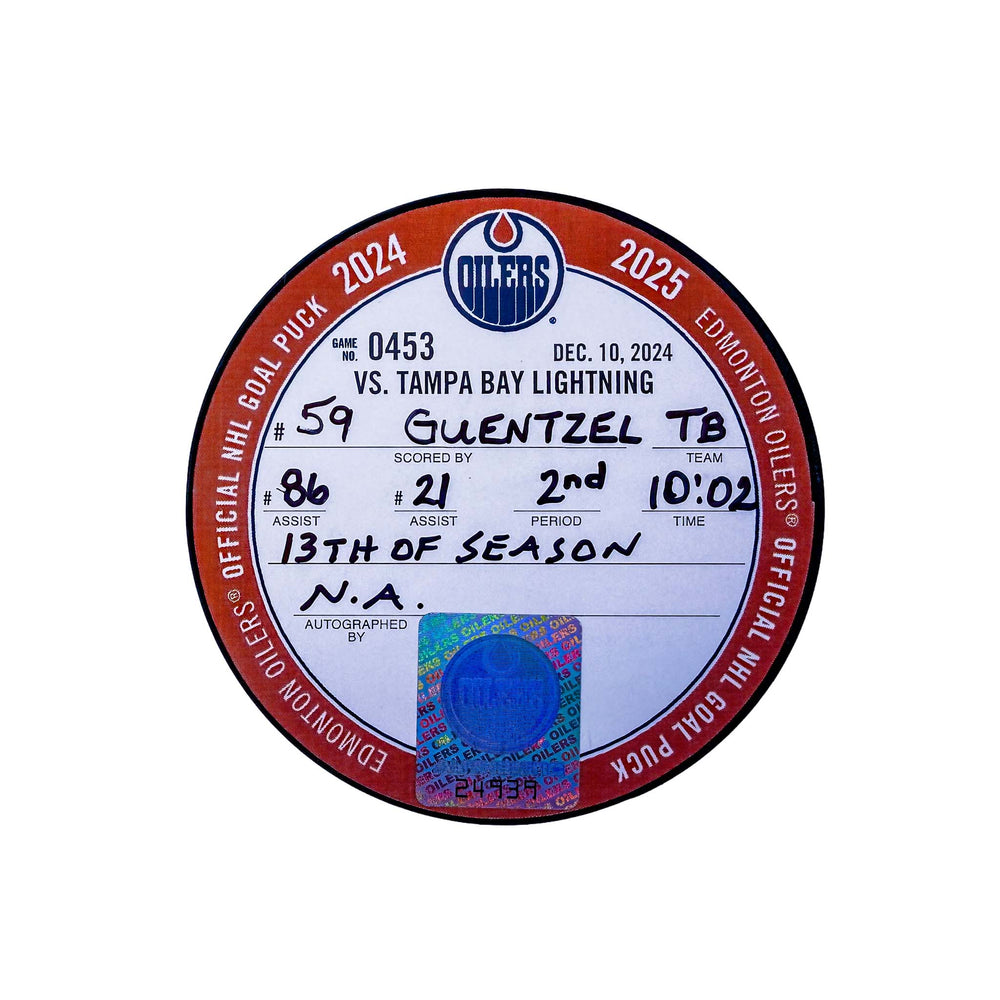 2024 2025
OILERS
EDMONTON OILERS® OFFICIAL NHL GOAL PUCK
EDMONTON OILERS® OFFICIAL NHL GOAL PUCK
GAME NO. 0453 DEC. 10, 2024
VS. TAMPA BAY LIGHTNING
# 59 GUENTZEL TB
SCORED BY TEAM
# 86 # 21 2nd 10:02
ASSIST ASSIST PERIOD TIME
13TH OF SEASON
N.A.
AUTOGRAPHED
BY
OILERS
24939